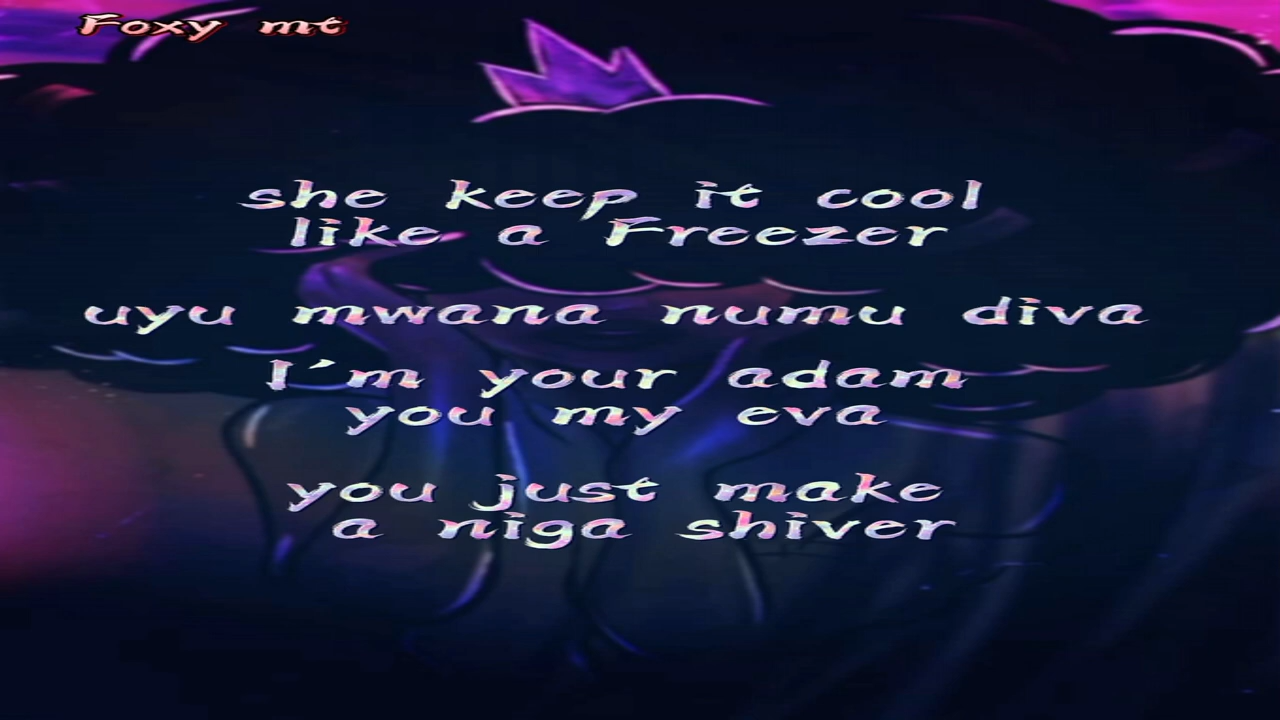 Foxy mt
she keep it cool
like a Freezer
uyu mwana numu diva
I'm your adam
you my eva
you just make
a niga shiver